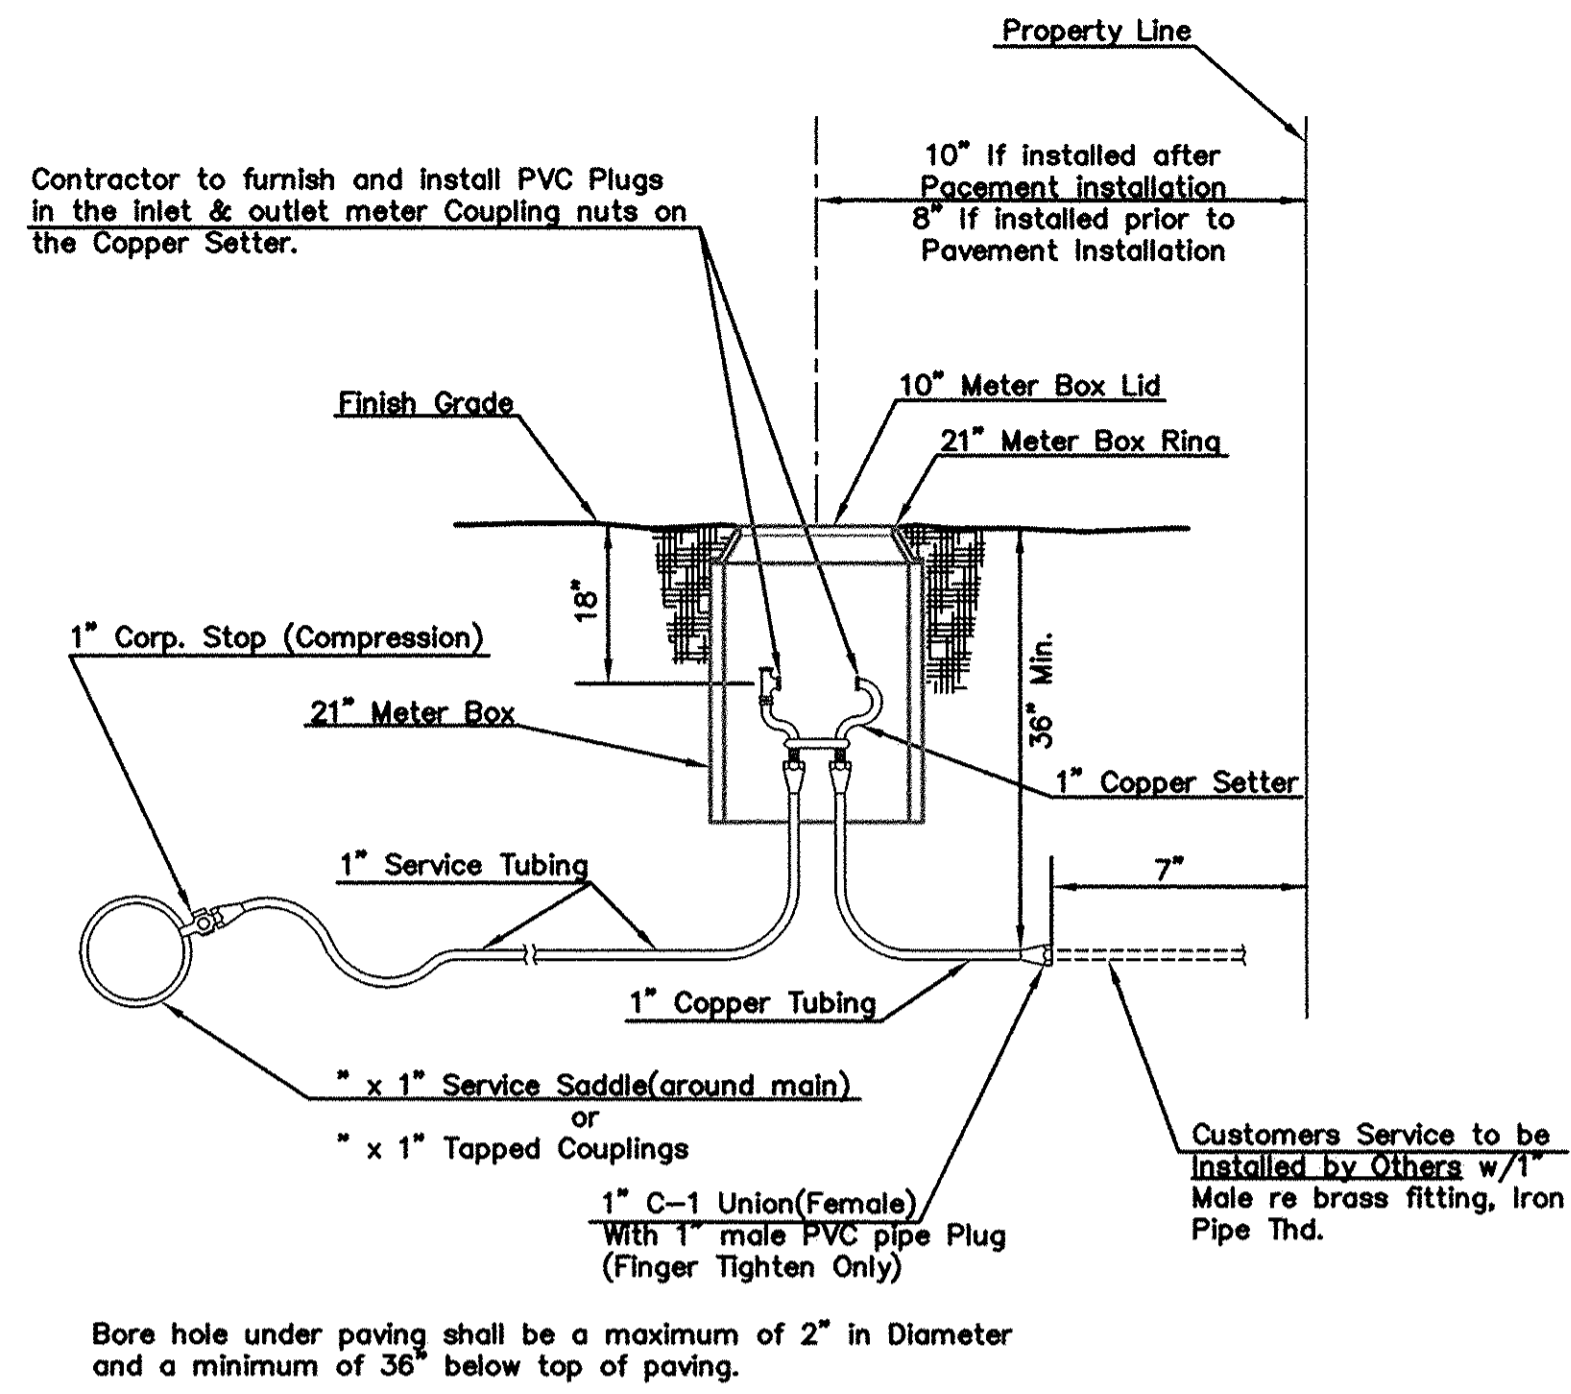 Property Line
10" If installed after
Pacement installation
8" If installed prior to
Pavement Installation
Contractor to furnish and install PVC Plugs
in the inlet & outlet meter Coupling nuts on
the Copper Setter.
Finish Grade
10" Meter Box Lid
21" Meter Box Ring
18"
36" Min.
1" Corp. Stop (Compression)
21" Meter Box
1" Copper Setter
1" Service Tubing
7"
1" Copper Tubing
" x 1" Service Saddle(around main)
or
" x 1" Tapped Couplings
Customers Service to be
Installed by Others w/1"
Male re brass fitting, Iron
Pipe Thd.
1" C-1 Union(Female)
With 1" male PVC pipe Plug
(Finger Tighten Only)
Bore hole under paving shall be a maximum of 2" in Diameter
and a minimum of 36" below top of paving.